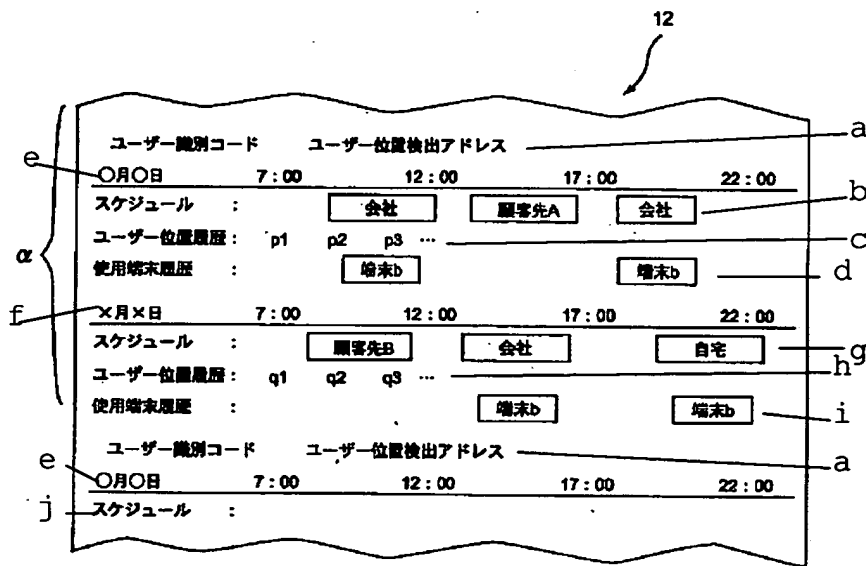 12
ユーザー識別コード ユーザー位置検出アドレス a
e ○月○日 7:00 12:00 17:00 22:00
スケジュール : 会社 顧客先A 会社 b
ユーザー位置履歴: p1 p2 p3 … c
使用端末履歴 : 端末b 端末b d
α
f ×月×日 7:00 12:00 17:00 22:00
スケジュール : 顧客先B 会社 自宅 g
ユーザー位置履歴: q1 q2 q3 … h
使用端末履歴 : 端末b 端末b i
ユーザー識別コード ユーザー位置検出アドレス a
e ○月○日 7:00 12:00 17:00 22:00
j スケジュール :